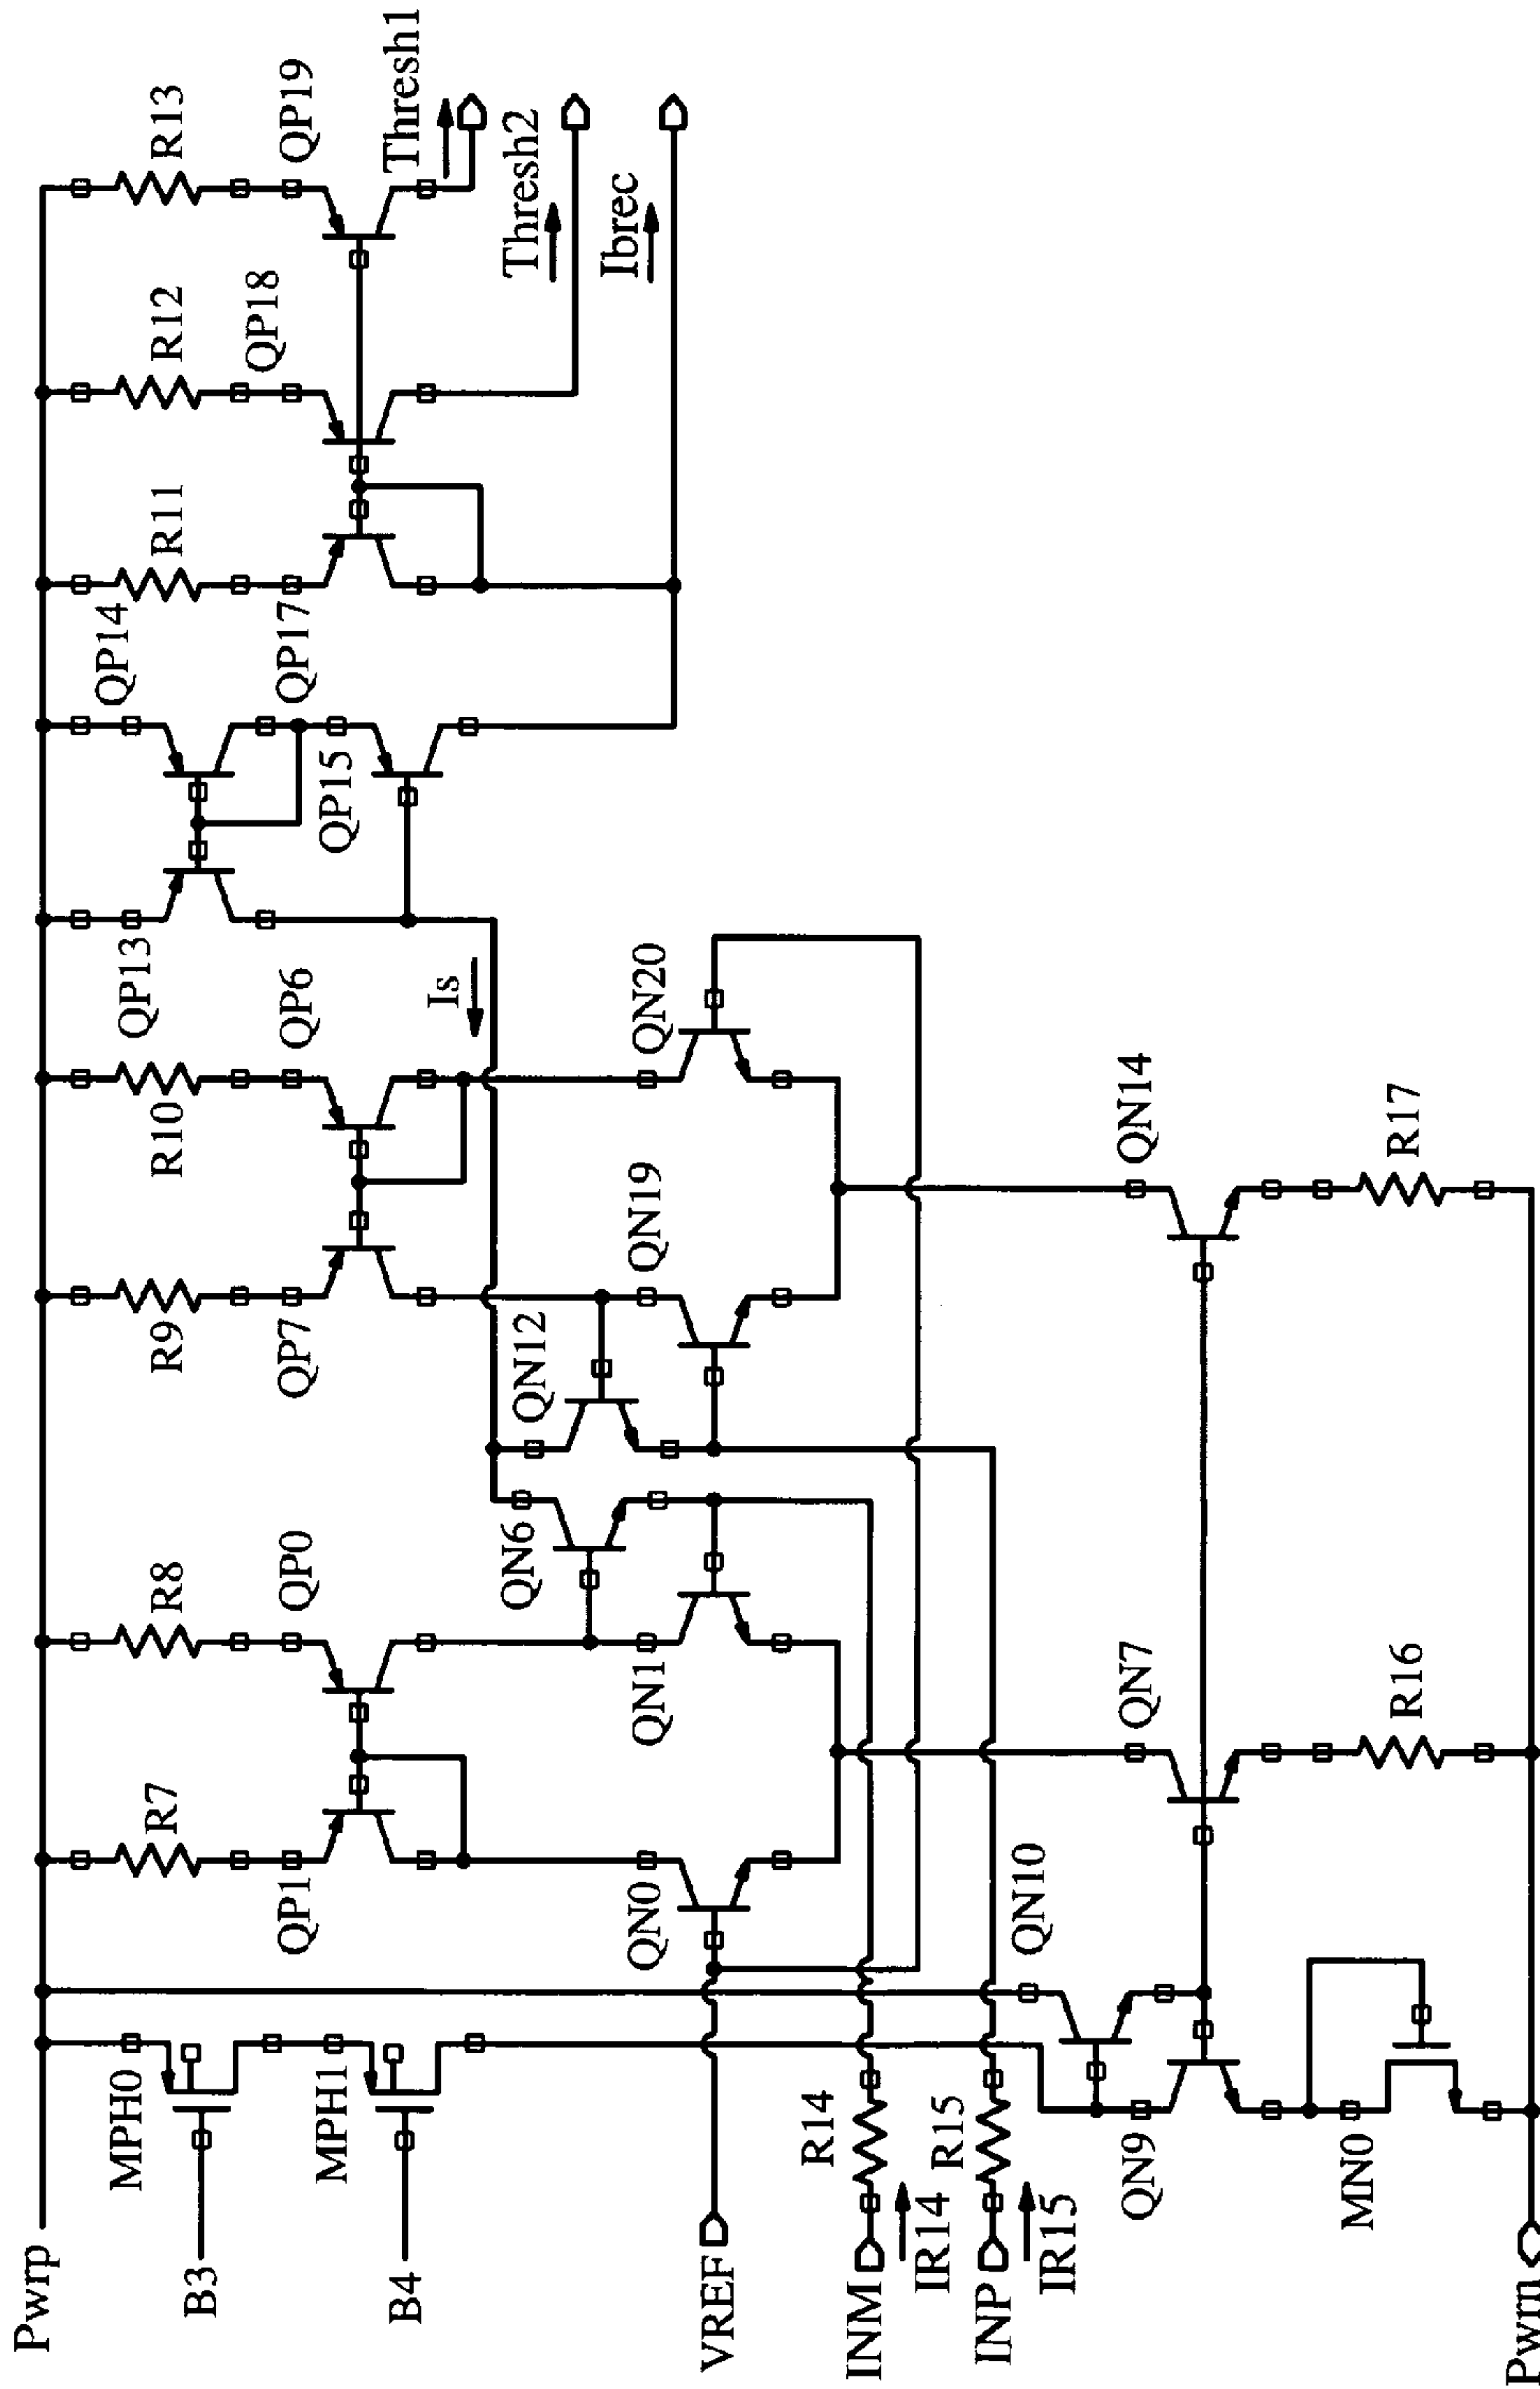 Pwrp
B3
B4
VREF
INM
IR14
INP
IR15
Pwrn
MPH0
MPH1
R14
R15
QN9
MN0
QN10
R7
QP1
QN0
R8
QP0
QN1
QN6
QN7
R16
R9
QP7
QN12
QN19
R10
QP6
Is
QN20
QN14
R17
QP13
QP14
QP15
R11
QP17
R12
QP18
R13
QP19
Thresh1
Thresh2
Ibrec